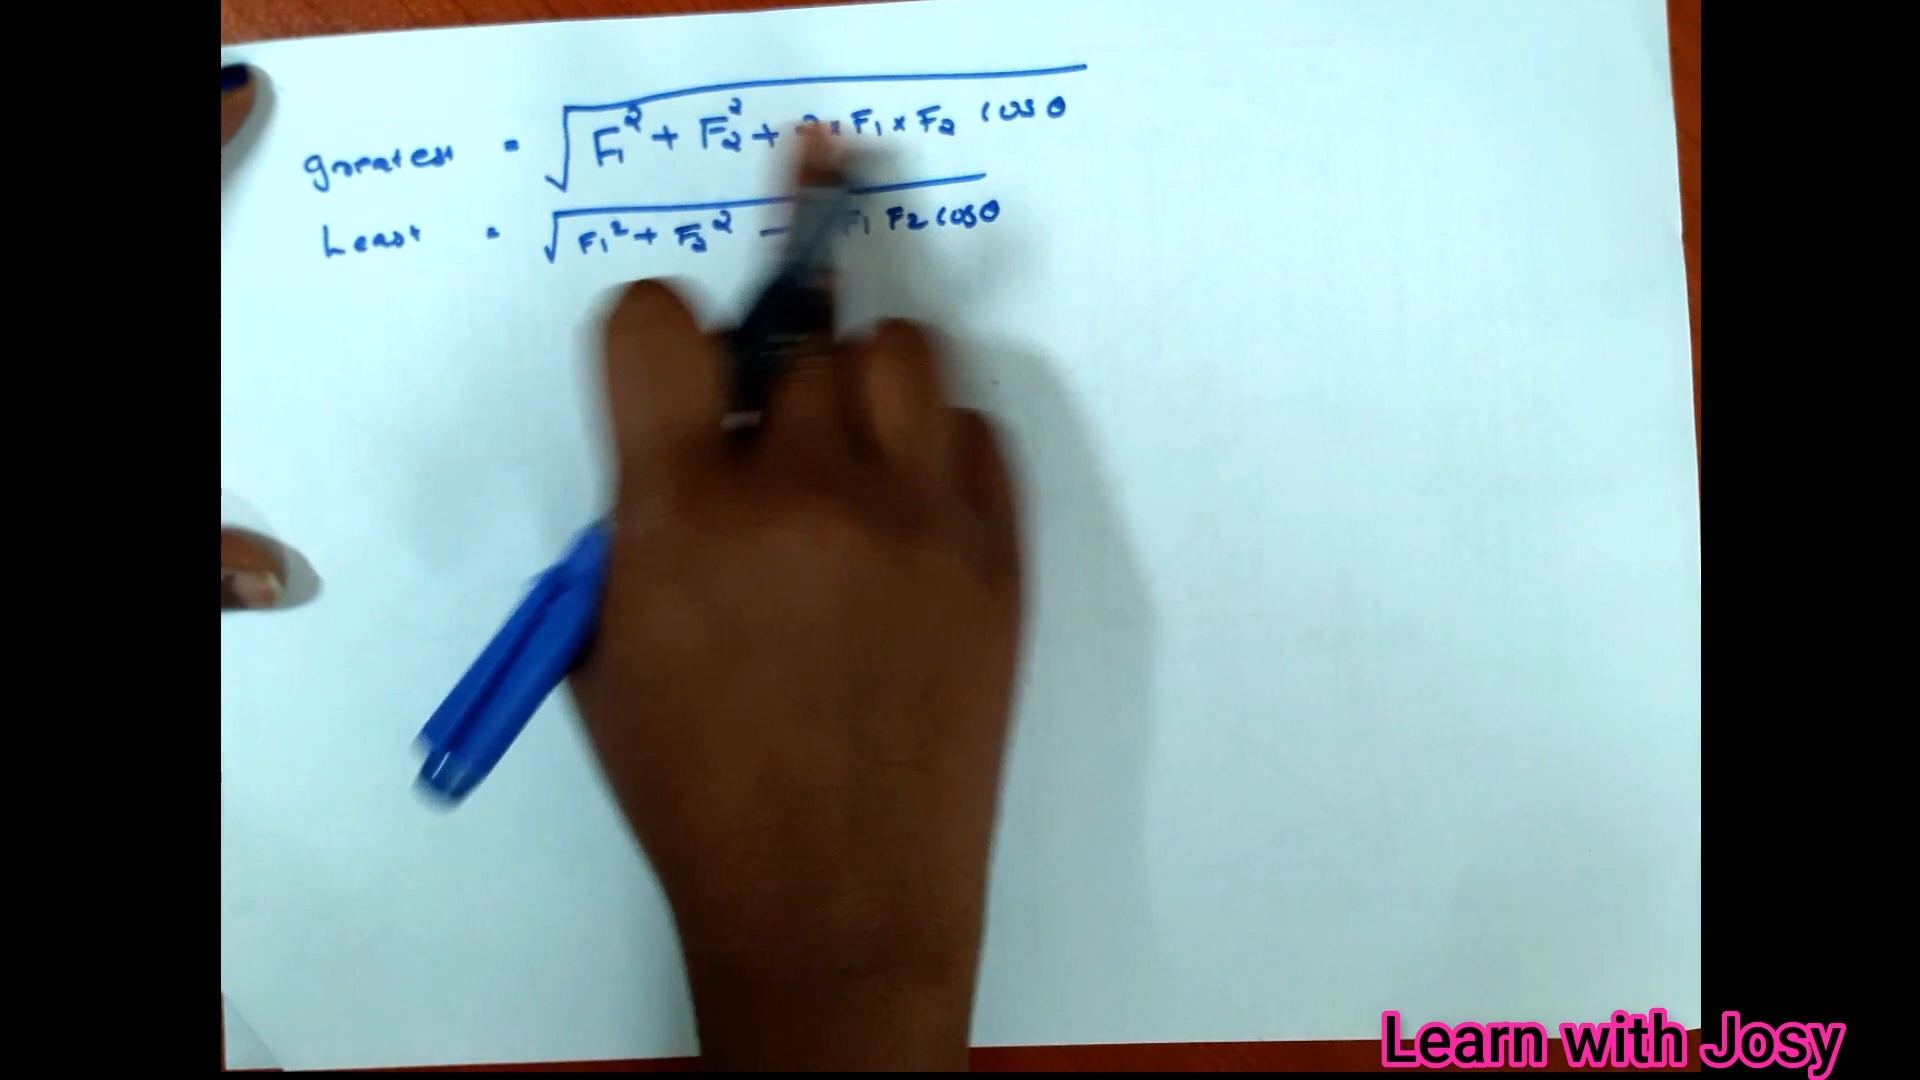 greatest = √F₁² + F₂² + 2 × F₁ × F₂ cos θ
Least = √F₁² + F₂² - F₁ F₂ cos θ
Learn with Josy